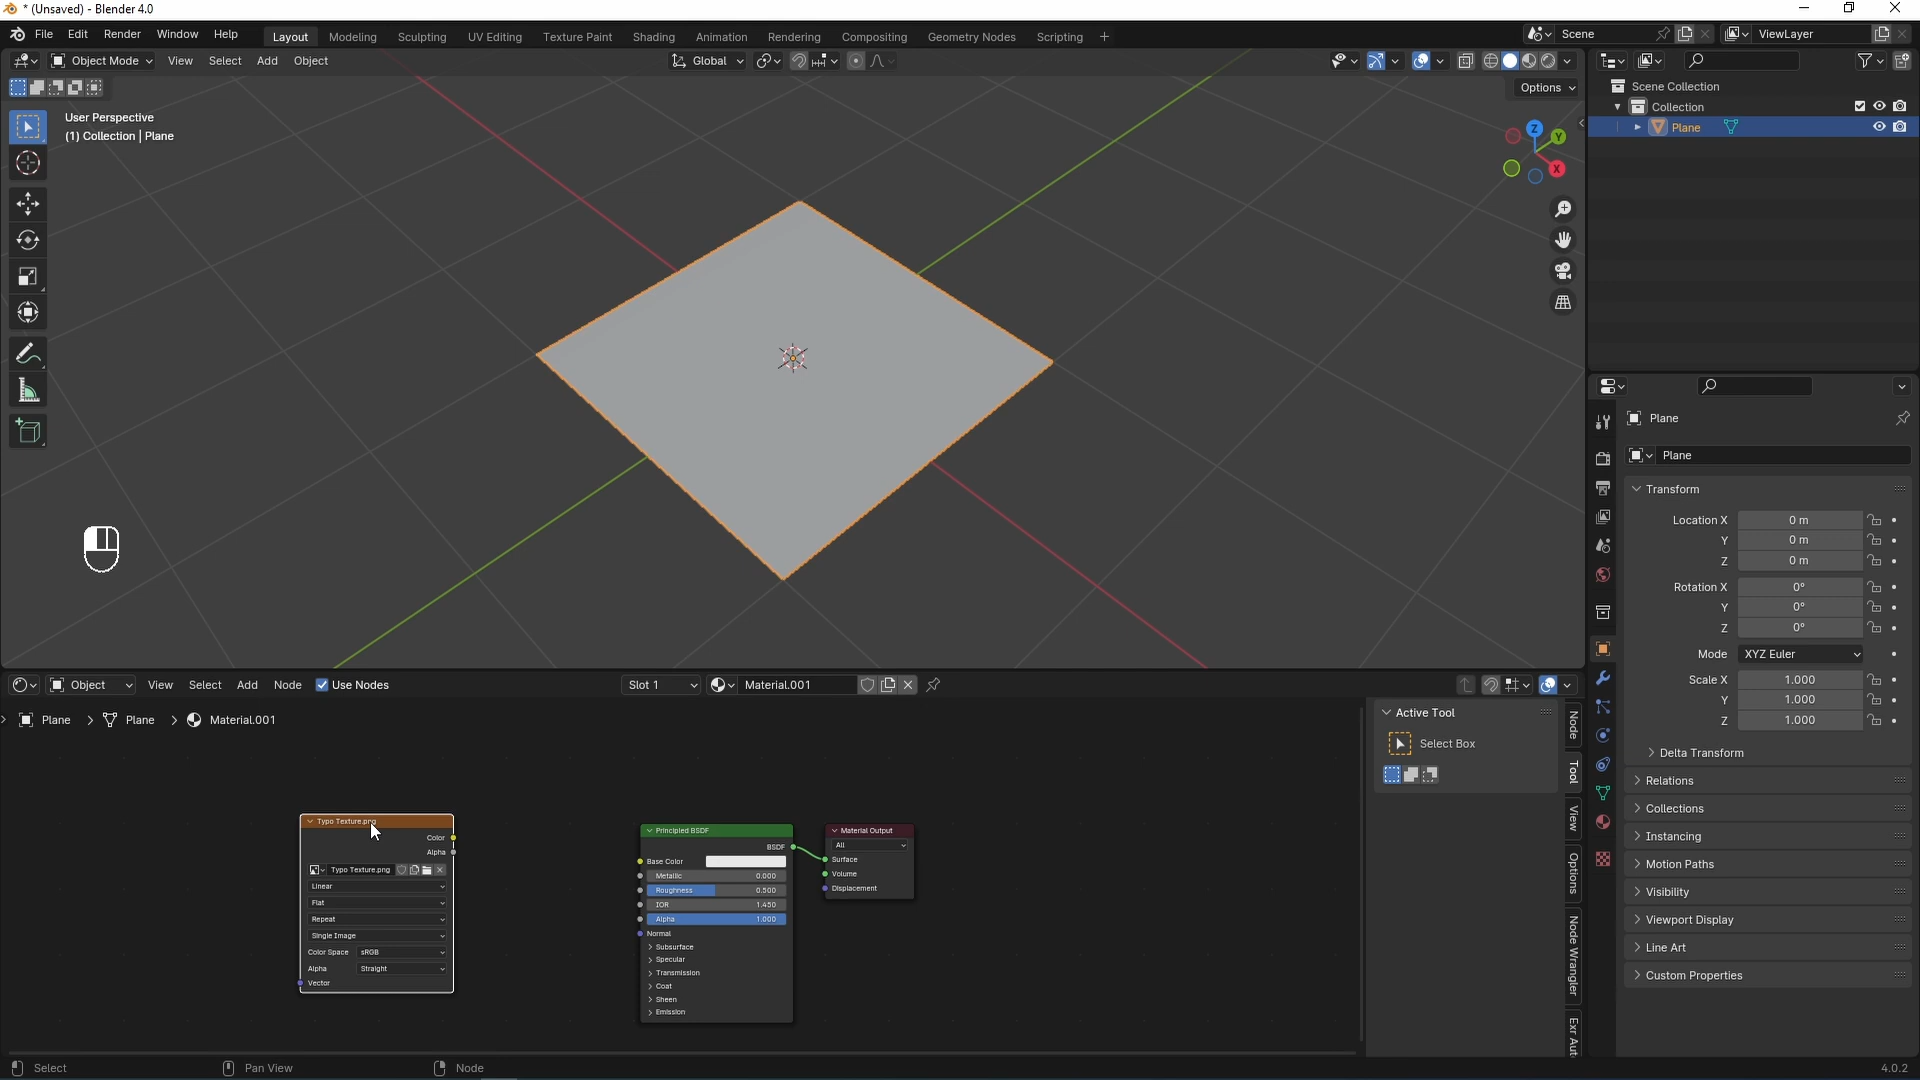 * (Unsaved) - Blender 4.0
File Edit Render Window Help Layout Modeling Sculpting UV Editing Texture Paint Shading Animation Rendering Compositing Geometry Nodes Scripting + Scene ViewLayer
Object Mode View Select Add Object Global
Options
User Perspective
(1) Collection | Plane
Z
Y
X
Scene Collection
Collection
Plane
Plane
Plane
Transform
Location X 0 m
Y 0 m
Z 0 m
Rotation X 0°
Y 0°
Z 0°
Mode XYZ Euler
Scale X 1.000
Y 1.000
Z 1.000
Delta Transform
Relations
Collections
Instancing
Motion Paths
Visibility
Viewport Display
Line Art
Custom Properties
Object View Select Add Node Use Nodes Slot 1 Material.001
Plane Plane Material.001
Typo Texture.png
Color
Alpha
Typo Texture.png
Linear
Flat
Repeat
Single Image
Color Space sRGB
Alpha Straight
Vector
Principled BSDF
BSDF
Base Color
Metallic 0.000
Roughness 0.500
IOR 1.450
Alpha 1.000
Normal
Subsurface
Specular
Transmission
Coat
Sheen
Emission
Material Output
All
Surface
Volume
Displacement
Active Tool
Select Box
Node
Tool
View
Options
Node Wrangler
Exr Aut
Select Pan View Node 4.0.2